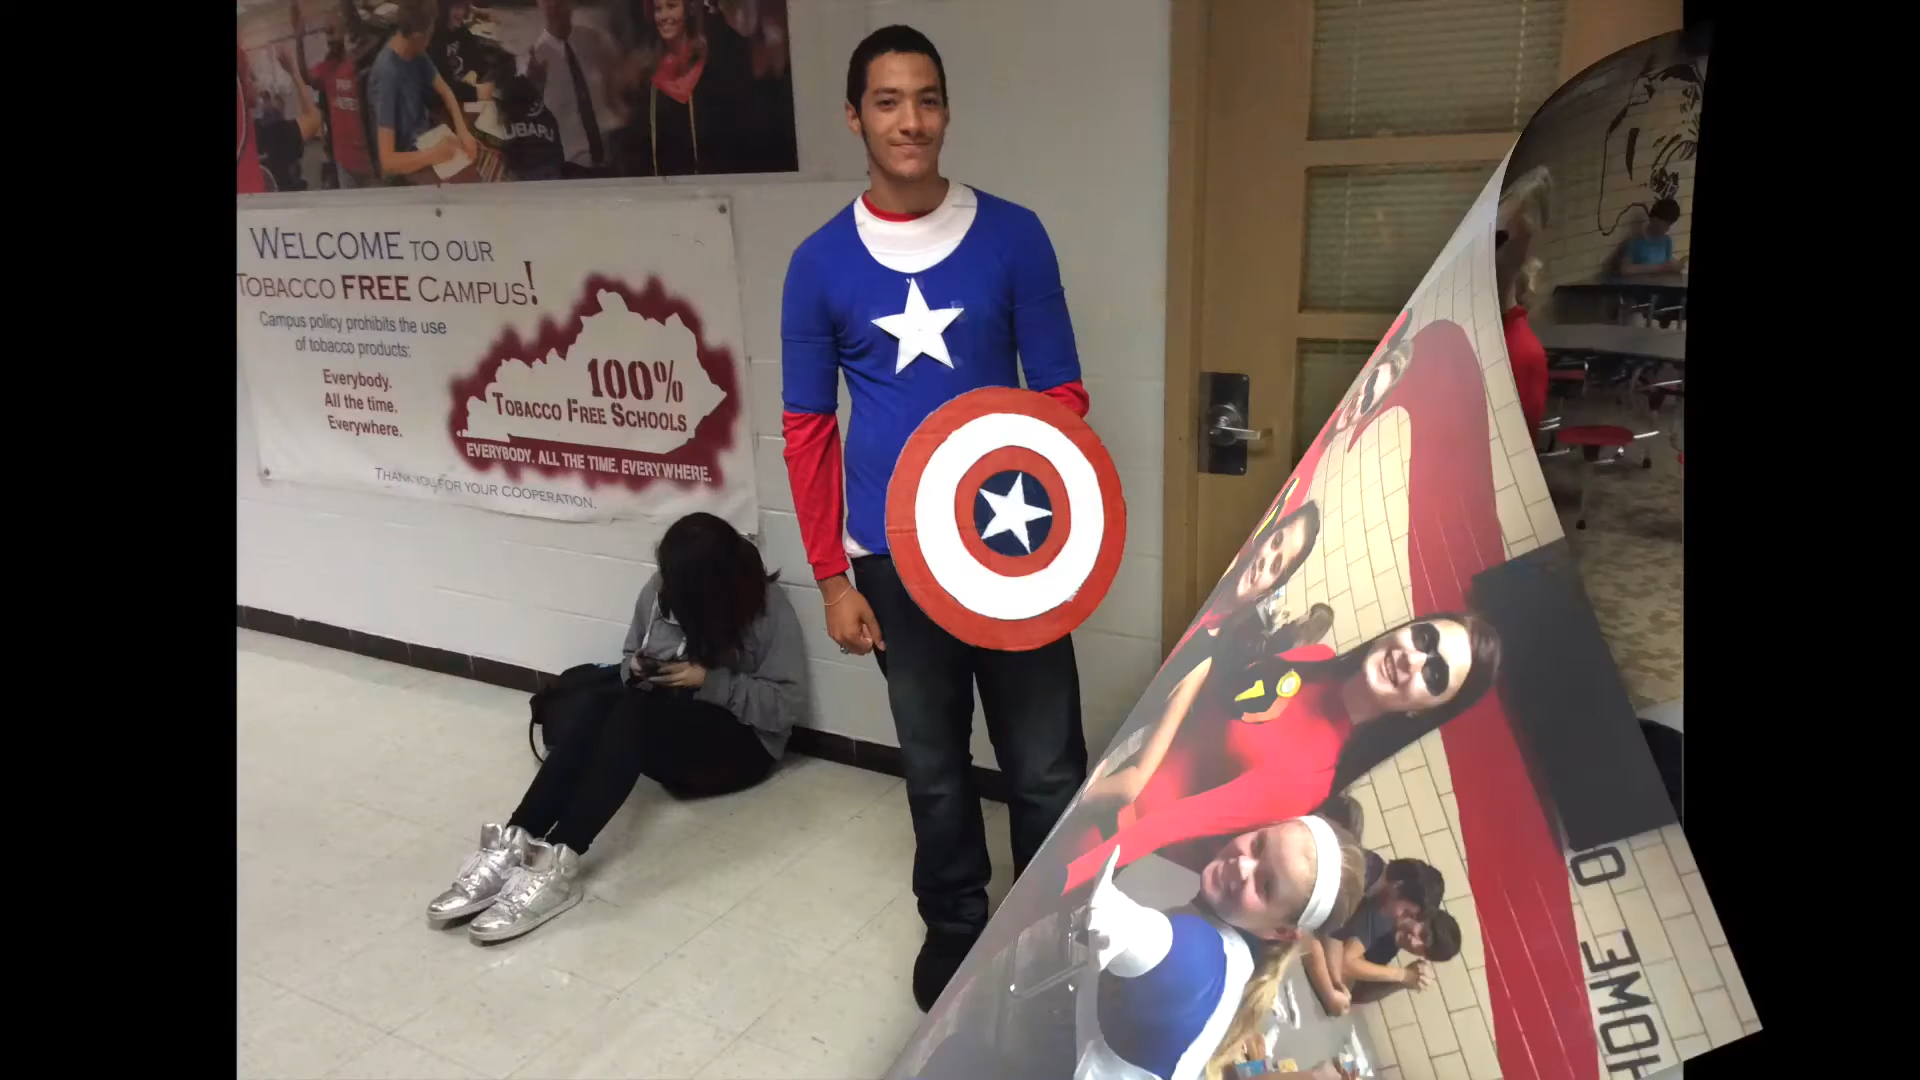 SUBARU
WELCOME TO OUR
TOBACCO FREE CAMPUS!
Campus policy prohibits the use
of tobacco products:
Everybody.
All the time.
Everywhere.
100%
TOBACCO FREE SCHOOLS
EVERYBODY. ALL THE TIME. EVERYWHERE.
THANK YOU FOR YOUR COOPERATION.
HOME O